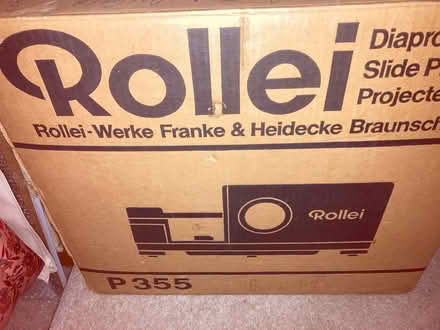 Rollei
Diapro
Slide P
Projecte
Rollei-Werke Franke & Heidecke Braunsch
Rollei
P 355